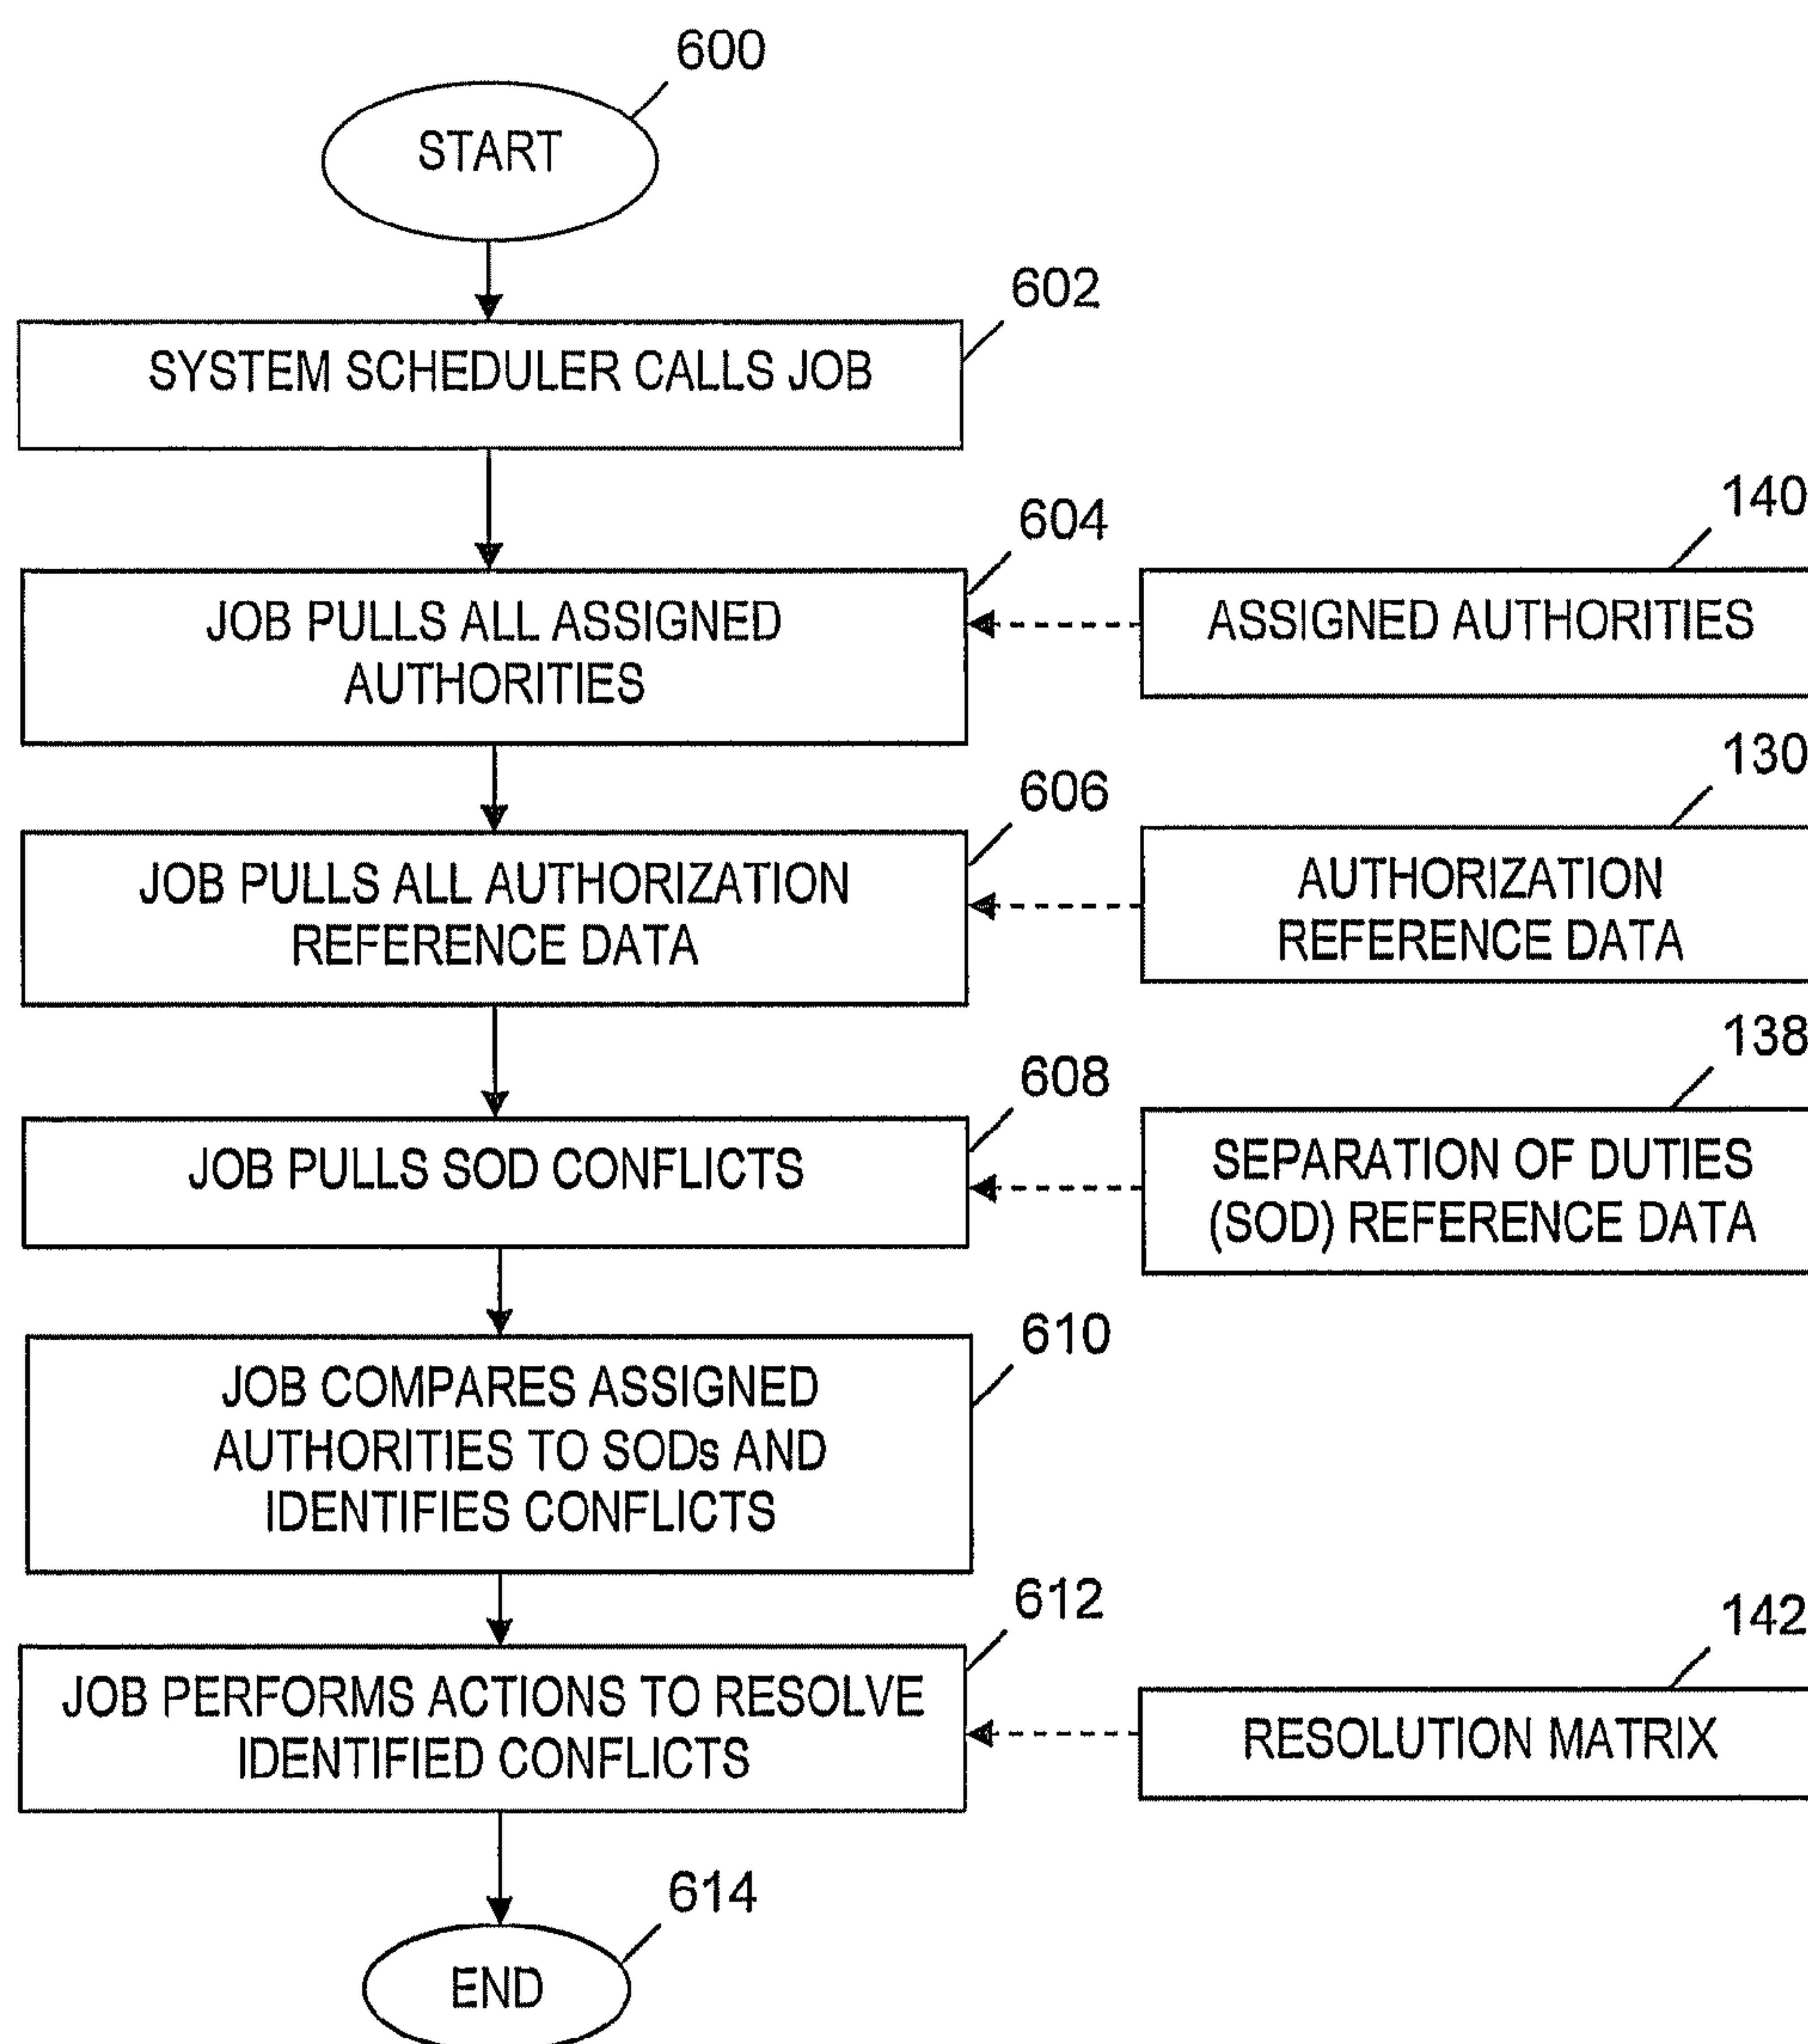 600
START
602
SYSTEM SCHEDULER CALLS JOB
604
JOB PULLS ALL ASSIGNED
AUTHORITIES
140
ASSIGNED AUTHORITIES
606
JOB PULLS ALL AUTHORIZATION
REFERENCE DATA
130
AUTHORIZATION
REFERENCE DATA
608
JOB PULLS SOD CONFLICTS
138
SEPARATION OF DUTIES
(SOD) REFERENCE DATA
610
JOB COMPARES ASSIGNED
AUTHORITIES TO SODs AND
IDENTIFIES CONFLICTS
612
JOB PERFORMS ACTIONS TO RESOLVE
IDENTIFIED CONFLICTS
142
RESOLUTION MATRIX
614
END